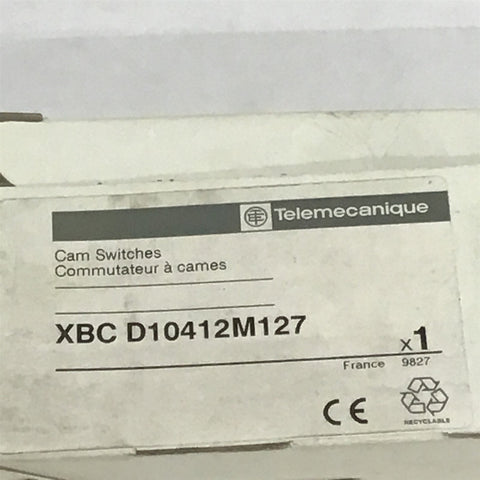 Telemecanique
Cam Switches
Commutateur à cames
XBC D10412M127
x1
France 9827
CE
RECYCLABLE